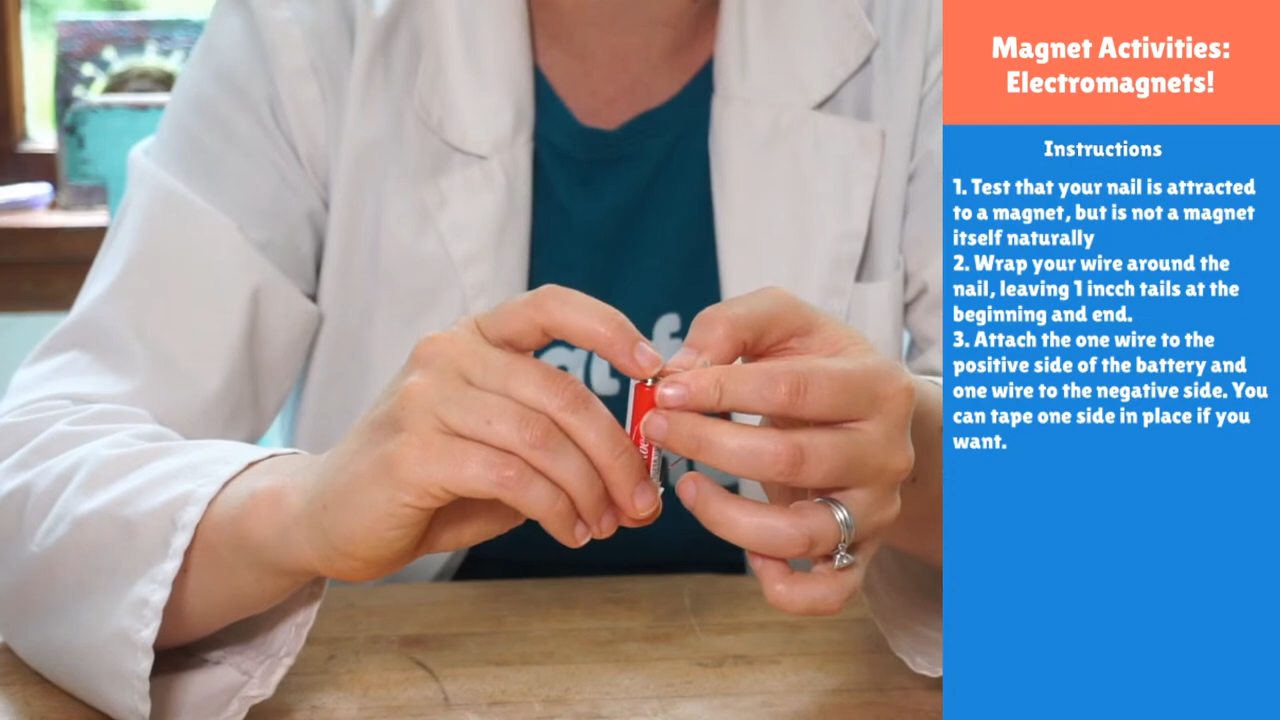 Magnet Activities:
Electromagnets!
Instructions
1. Test that your nail is attracted
to a magnet, but is not a magnet
itself naturally
2. Wrap your wire around the
nail, leaving 1 incch tails at the
beginning and end.
3. Attach the one wire to the
positive side of the battery and
one wire to the negative side. You
can tape one side in place if you
want.